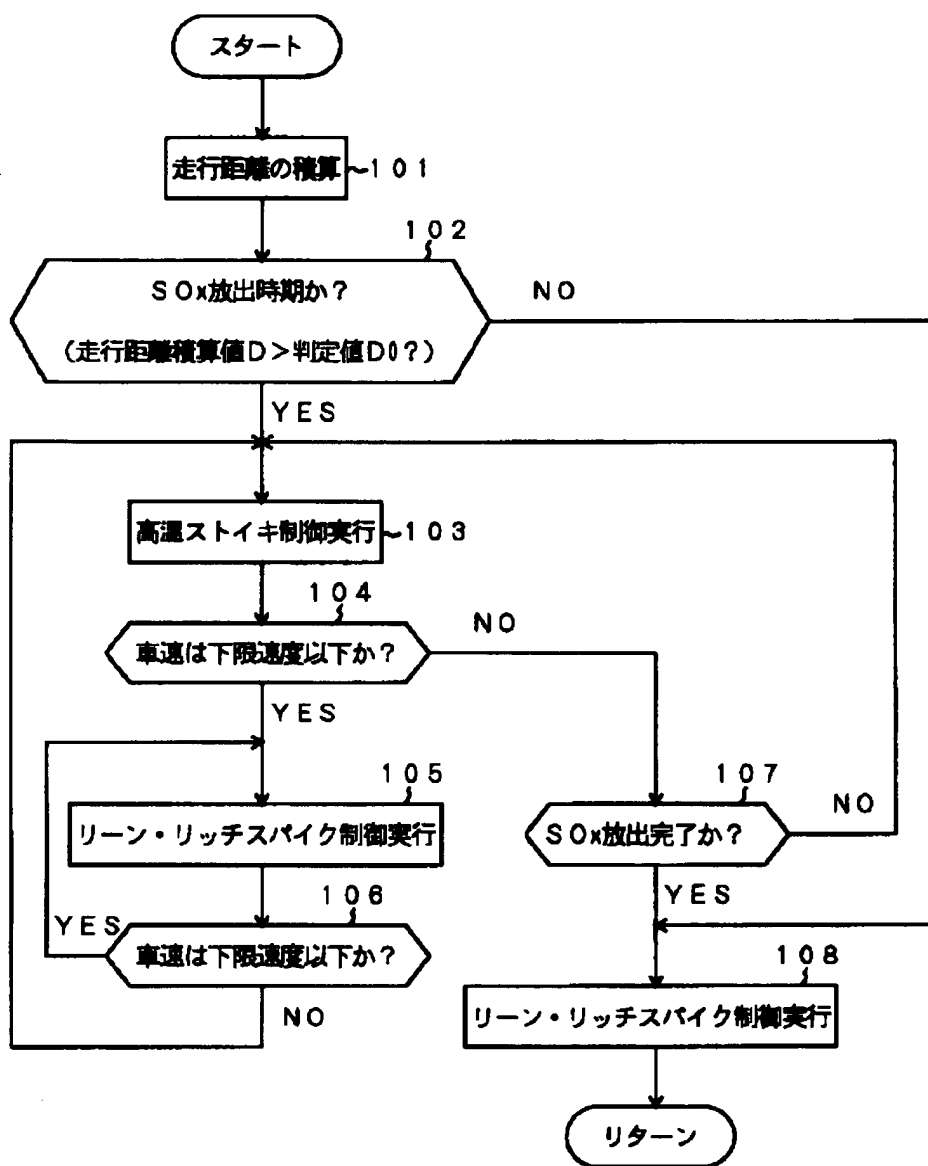 スタート
走行距離の積算
~101
102
SOx放出時期か?
(走行距離積算値D>判定値D0?)
NO
YES
高温ストイキ制御実行
~103
104
車速は下限速度以下か?
NO
YES
105
リーン・リッチスパイク制御実行
107
SOx放出完了か?
NO
YES
106
YES
車速は下限速度以下か?
NO
108
リーン・リッチスパイク制御実行
リターン